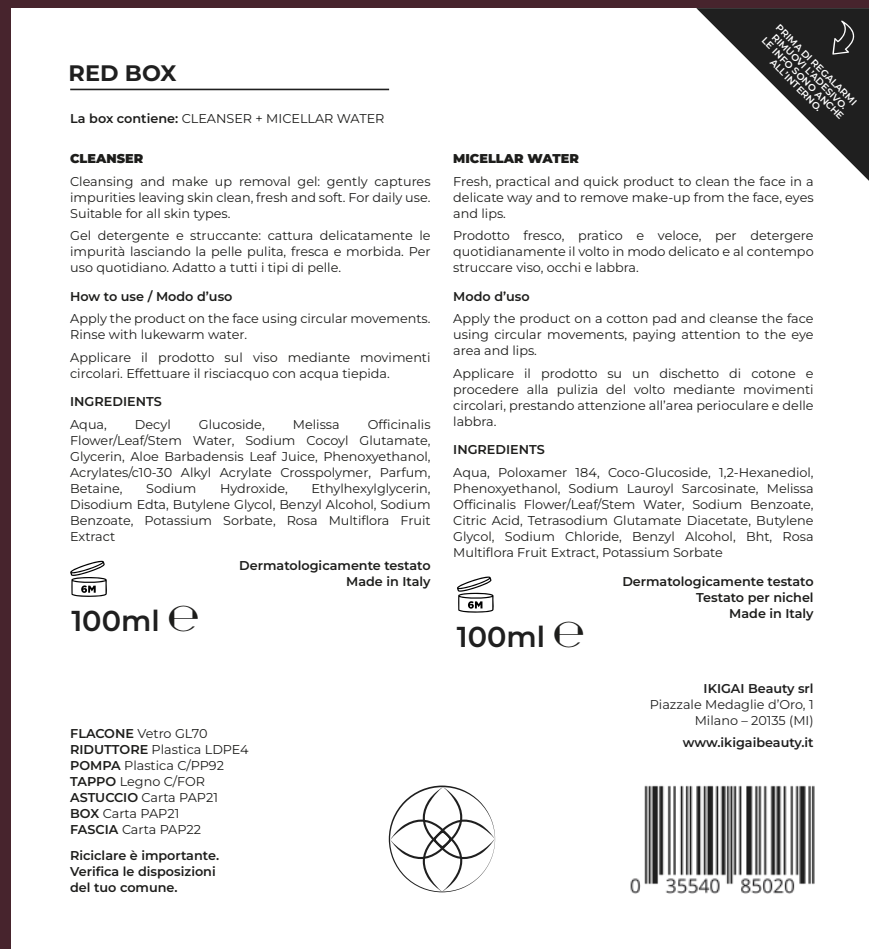 PRIMA DI REGALARMI
RIMUOVI L'ADESIVO.
LE INFO SONO ANCHE
ALL'INTERNO.
RED BOX
La box contiene: CLEANSER + MICELLAR WATER
CLEANSER
Cleansing and make up removal gel: gently captures
impurities leaving skin clean, fresh and soft. For daily use.
Suitable for all skin types.
Gel detergente e struccante: cattura delicatamente le
impurità lasciando la pelle pulita, fresca e morbida. Per
uso quotidiano. Adatto a tutti i tipi di pelle.
How to use / Modo d'uso
Apply the product on the face using circular movements.
Rinse with lukewarm water.
Applicare il prodotto sul viso mediante movimenti
circolari. Effettuare il risciacquo con acqua tiepida.
INGREDIENTS
Aqua, Decyl Glucoside, Melissa Officinalis
Flower/Leaf/Stem Water, Sodium Cocoyl Glutamate,
Glycerin, Aloe Barbadensis Leaf Juice, Phenoxyethanol,
Acrylates/c10-30 Alkyl Acrylate Crosspolymer, Parfum,
Betaine, Sodium Hydroxide, Ethylhexylglycerin,
Disodium Edta, Butylene Glycol, Benzyl Alcohol, Sodium
Benzoate, Potassium Sorbate, Rosa Multiflora Fruit
Extract
Dermatologicamente testato
Made in Italy
6M
100ml ℮
MICELLAR WATER
Fresh, practical and quick product to clean the face in a
delicate way and to remove make-up from the face, eyes
and lips.
Prodotto fresco, pratico e veloce, per detergere
quotidianamente il volto in modo delicato e al contempo
struccare viso, occhi e labbra.
Modo d'uso
Apply the product on a cotton pad and cleanse the face
using circular movements, paying attention to the eye
area and lips.
Applicare il prodotto su un dischetto di cotone e
procedere alla pulizia del volto mediante movimenti
circolari, prestando attenzione all'area perioculare e delle
labbra.
INGREDIENTS
Aqua, Poloxamer 184, Coco-Glucoside, 1,2-Hexanediol,
Phenoxyethanol, Sodium Lauroyl Sarcosinate, Melissa
Officinalis Flower/Leaf/Stem Water, Sodium Benzoate,
Citric Acid, Tetrasodium Glutamate Diacetate, Butylene
Glycol, Sodium Chloride, Benzyl Alcohol, Bht, Rosa
Multiflora Fruit Extract, Potassium Sorbate
Dermatologicamente testato
Testato per nichel
Made in Italy
6M
100ml ℮
IKIGAI Beauty srl
Piazzale Medaglie d'Oro, 1
Milano – 20135 (MI)
www.ikigaibeauty.it
FLACONE Vetro GL70
RIDUTTORE Plastica LDPE4
POMPA Plastica C/PP92
TAPPO Legno C/FOR
ASTUCCIO Carta PAP21
BOX Carta PAP21
FASCIA Carta PAP22
Riciclare è importante.
Verifica le disposizioni
del tuo comune.
0 35540 85020